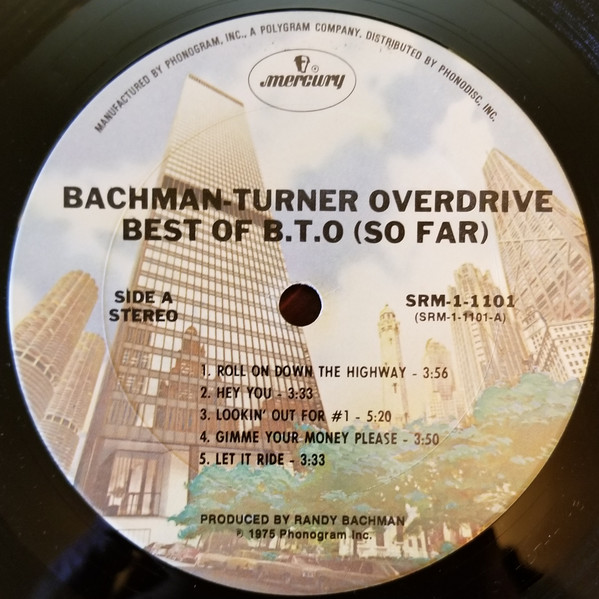 MANUFACTURED BY PHONOGRAM, INC., A POLYGRAM COMPANY, DISTRIBUTED BY PHONODISC, INC.
mercury
BACHMAN-TURNER OVERDRIVE
BEST OF B.T.O (SO FAR)
SIDE A
STEREO
SRM-1-1101
(SRM-1-1101-A)
1. ROLL ON DOWN THE HIGHWAY - 3:56
2. HEY YOU - 3:33
3. LOOKIN' OUT FOR #1 - 5:20
4. GIMME YOUR MONEY PLEASE - 3:50
5. LET IT RIDE - 3:33
PRODUCED BY RANDY BACHMAN
℗ 1975 Phonogram Inc.